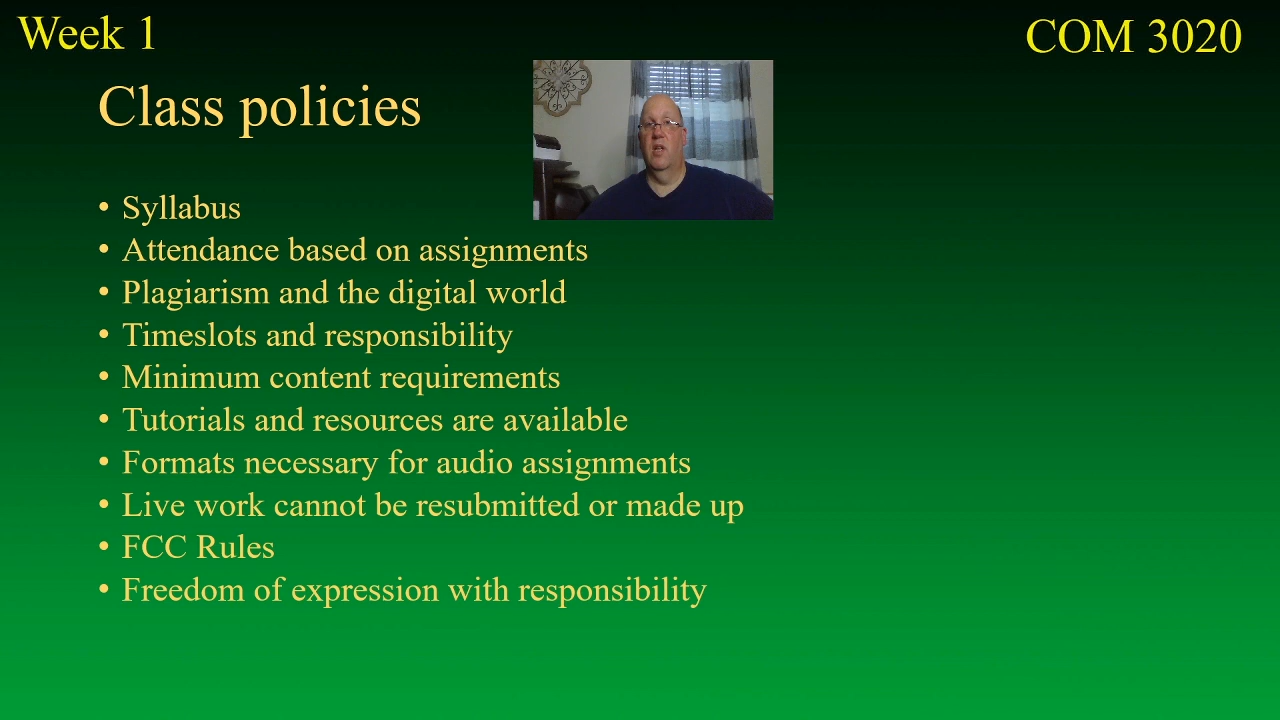 Week 1
COM 3020
Class policies
• Syllabus
• Attendance based on assignments
• Plagiarism and the digital world
• Timeslots and responsibility
• Minimum content requirements
• Tutorials and resources are available
• Formats necessary for audio assignments
• Live work cannot be resubmitted or made up
• FCC Rules
• Freedom of expression with responsibility